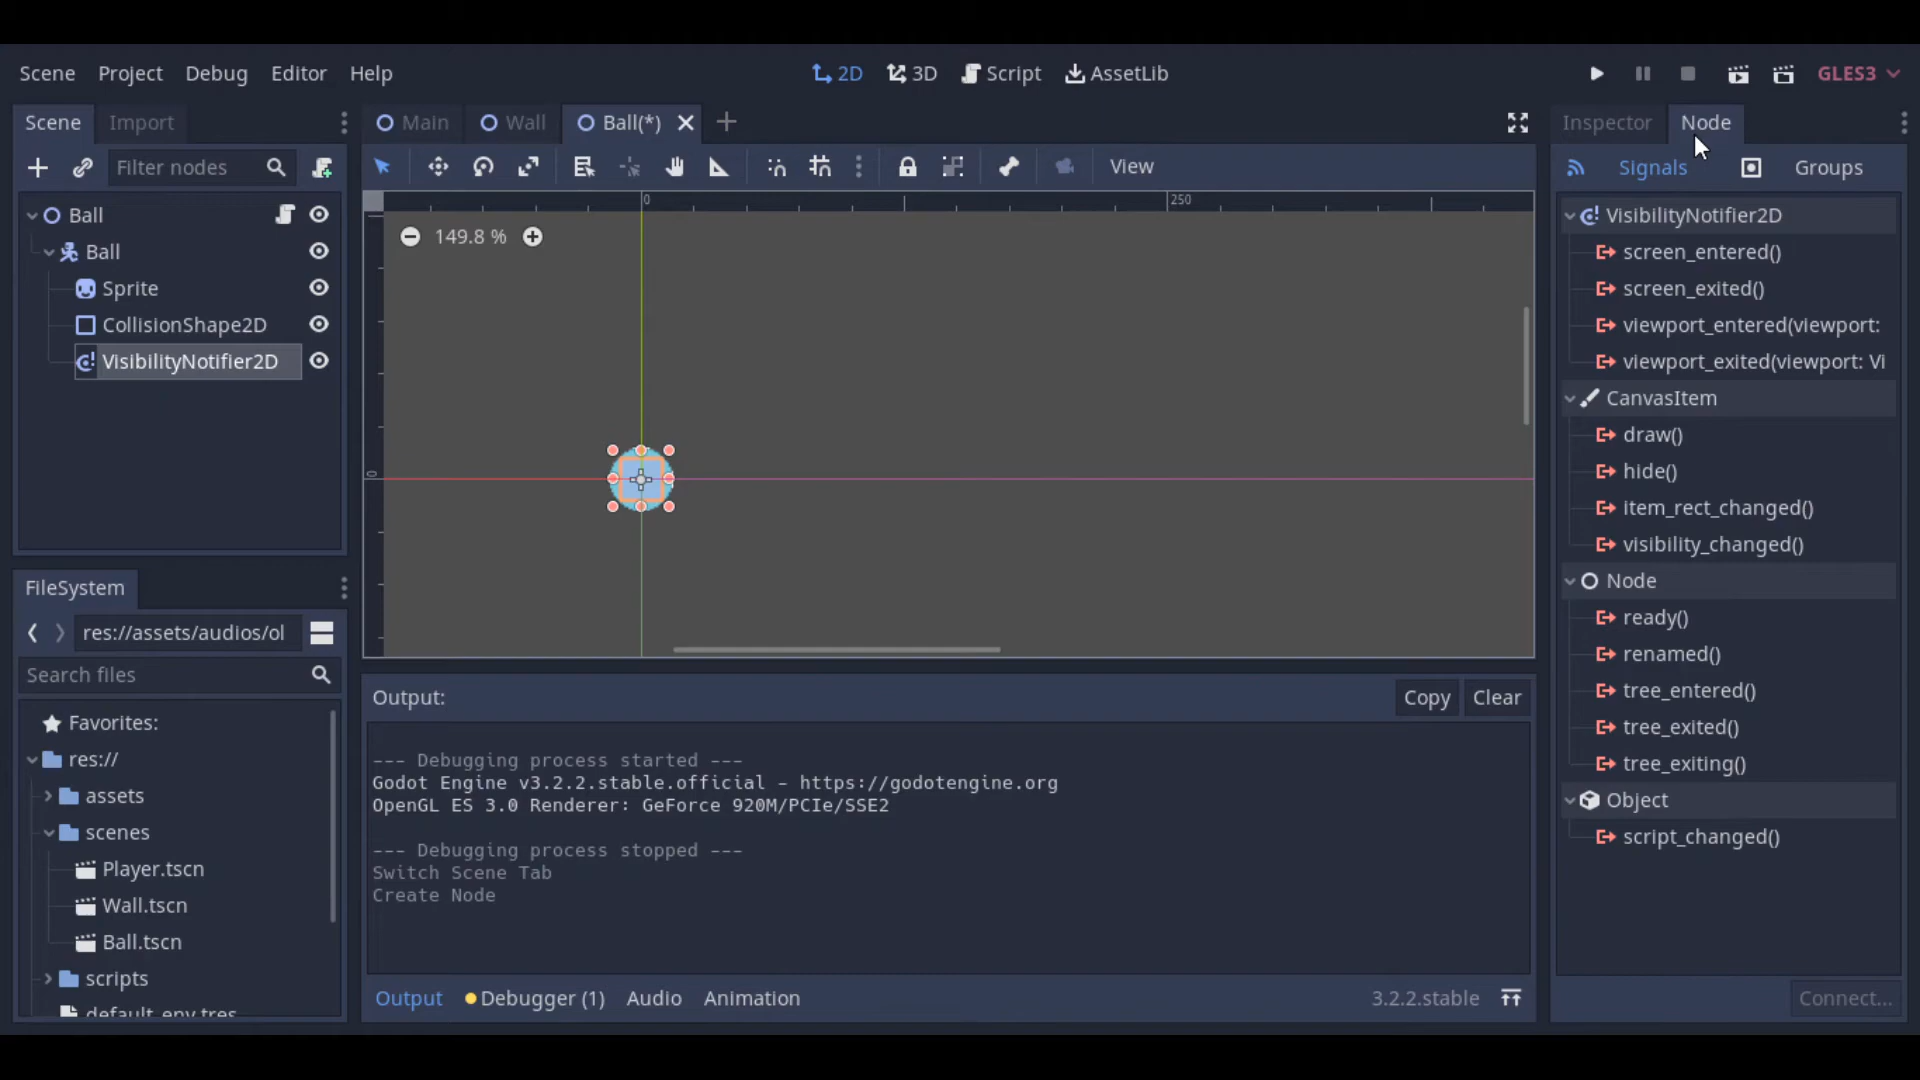 Scene Project Debug Editor Help
2D 3D Script AssetLib
GLES3
Scene Import
Main Wall Ball(*)
Inspector Node
Filter nodes
View
Signals Groups
0 250
0
149.8 %
Ball
Ball
Sprite
CollisionShape2D
VisibilityNotifier2D
FileSystem
res://assets/audios/ol
Search files
Favorites:
res://
assets
scenes
Player.tscn
Wall.tscn
Ball.tscn
scripts
default_env.tres
Output:
Copy Clear
--- Debugging process started ---
Godot Engine v3.2.2.stable.official - https://godotengine.org
OpenGL ES 3.0 Renderer: GeForce 920M/PCIe/SSE2
--- Debugging process stopped ---
Switch Scene Tab
Create Node
Output Debugger (1) Audio Animation
3.2.2.stable
VisibilityNotifier2D
screen_entered()
screen_exited()
viewport_entered(viewport:
viewport_exited(viewport: Vi
CanvasItem
draw()
hide()
item_rect_changed()
visibility_changed()
Node
ready()
renamed()
tree_entered()
tree_exited()
tree_exiting()
Object
script_changed()
Connect...